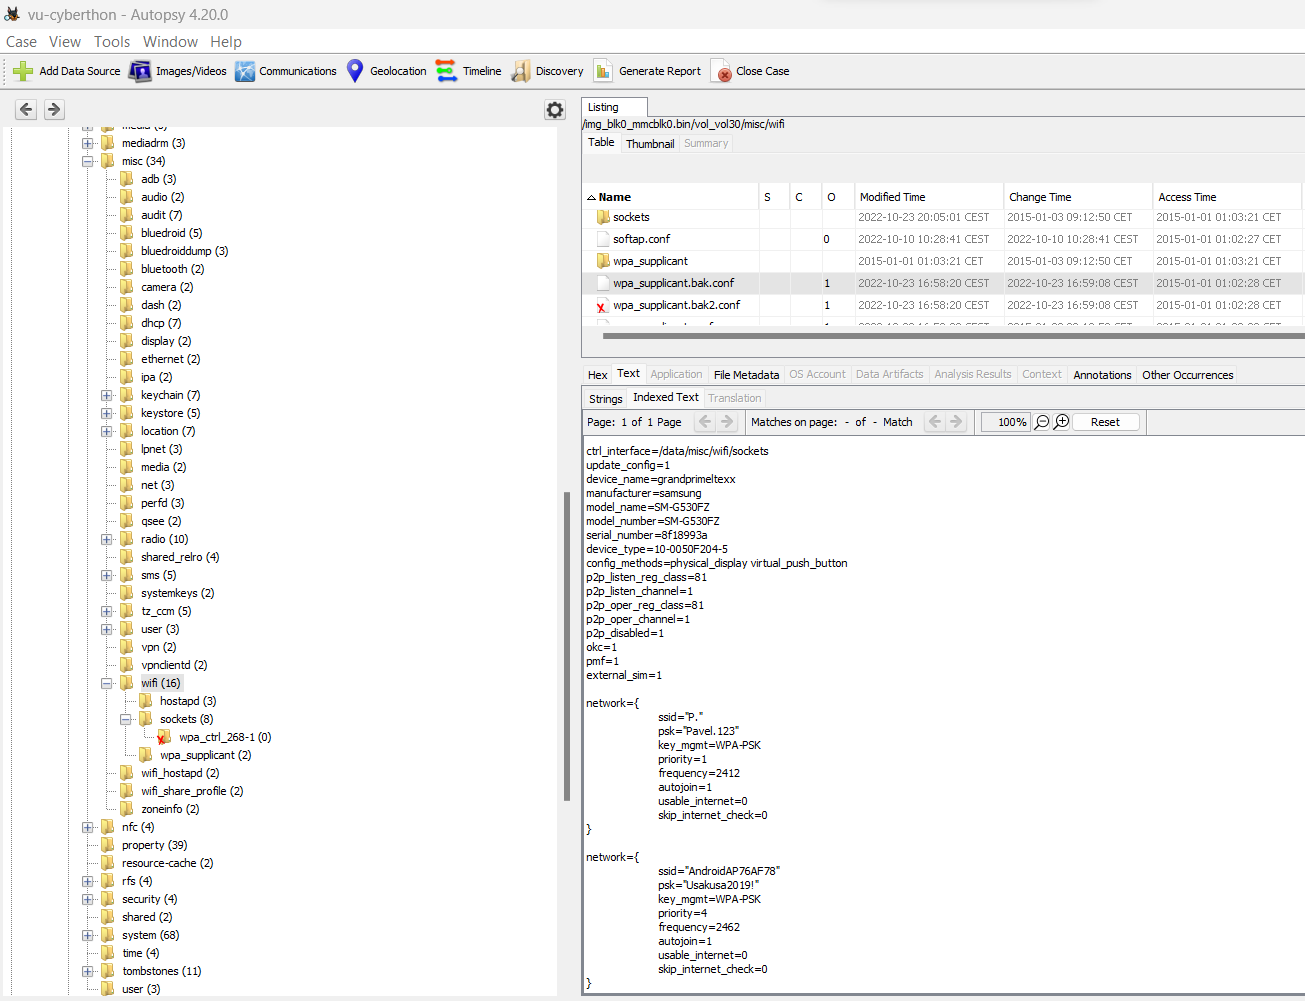 vu-cyberthon - Autopsy 4.20.0
Case View Tools Window Help
Add Data Source Images/Videos Communications Geolocation Timeline Discovery Generate Report Close Case
media
mediadrm (3)
misc (34)
adb (3)
audio (2)
audit (7)
bluedroid (5)
bluedroiddump (3)
bluetooth (2)
camera (2)
dash (2)
dhcp (7)
display (2)
ethernet (2)
ipa (2)
keychain (7)
keystore (5)
location (7)
lpnet (3)
media (2)
net (3)
perfd (3)
qsee (2)
radio (10)
shared_relro (4)
sms (5)
systemkeys (2)
tz_ccm (5)
user (3)
vpn (2)
vpnclientd (2)
wifi (16)
hostapd (3)
sockets (8)
wpa_ctrl_268-1 (0)
wpa_supplicant (2)
wifi_hostapd (2)
wifi_share_profile (2)
zoneinfo (2)
nfc (4)
property (39)
resource-cache (2)
rfs (4)
security (4)
shared (2)
system (68)
time (4)
tombstones (11)
user (3)
Listing
/img_blk0_mmcblk0.bin/vol_vol30/misc/wifi
Table Thumbnail Summary
Name S C O Modified Time Change Time Access Time
sockets 2022-10-23 20:05:01 CEST 2015-01-03 09:12:50 CET 2015-01-01 01:03:21 CET
softap.conf 0 2022-10-10 10:28:41 CEST 2022-10-10 10:28:41 CEST 2015-01-01 01:02:27 CET
wpa_supplicant 2015-01-01 01:03:21 CET 2015-01-03 09:12:50 CET 2015-01-01 01:03:21 CET
wpa_supplicant.bak.conf 1 2022-10-23 16:58:20 CEST 2022-10-23 16:59:08 CEST 2015-01-01 01:02:28 CET
wpa_supplicant.bak2.conf 1 2022-10-23 16:58:20 CEST 2022-10-23 16:59:08 CEST 2015-01-01 01:02:28 CET
Hex Text Application File Metadata OS Account Data Artifacts Analysis Results Context Annotations Other Occurrences
Strings Indexed Text Translation
Page: 1 of 1 Page Matches on page: - of - Match 100% Reset
ctrl_interface=/data/misc/wifi/sockets
update_config=1
device_name=grandprimeltexx
manufacturer=samsung
model_name=SM-G530FZ
model_number=SM-G530FZ
serial_number=8f18993a
device_type=10-0050F204-5
config_methods=physical_display virtual_push_button
p2p_listen_reg_class=81
p2p_listen_channel=1
p2p_oper_reg_class=81
p2p_oper_channel=1
p2p_disabled=1
okc=1
pmf=1
external_sim=1
network={
ssid="P."
psk="Pavel.123"
key_mgmt=WPA-PSK
priority=1
frequency=2412
autojoin=1
usable_internet=0
skip_internet_check=0
}
network={
ssid="AndroidAP76AF78"
psk="Usakusa2019!"
key_mgmt=WPA-PSK
priority=4
frequency=2462
autojoin=1
usable_internet=0
skip_internet_check=0
}